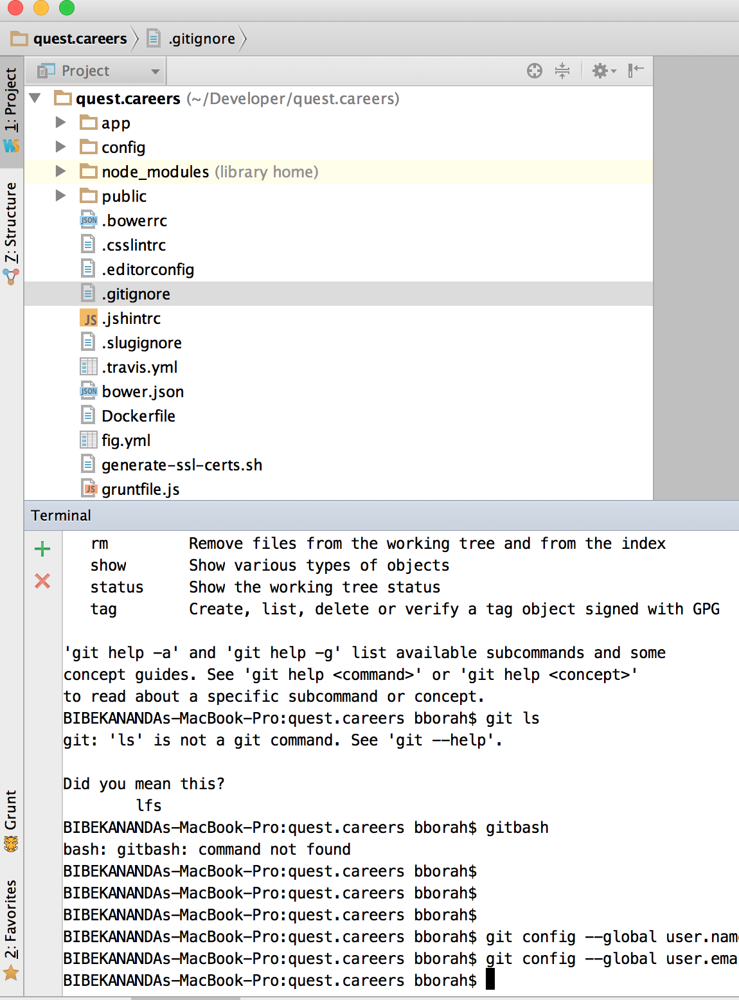 quest.careers .gitignore
Project
1: Project
7: Structure
quest.careers (~/Developer/quest.careers)
app
config
node_modules (library home)
public
JSON .bowerrc
.csslintrc
.editorconfig
.gitignore
JS .jshintrc
.slugignore
.travis.yml
JSON bower.json
Dockerfile
fig.yml
generate-ssl-certs.sh
JS gruntfile.js
Terminal
rm Remove files from the working tree and from the index
show Show various types of objects
status Show the working tree status
tag Create, list, delete or verify a tag object signed with GPG
'git help -a' and 'git help -g' list available subcommands and some
concept guides. See 'git help <command>' or 'git help <concept>'
to read about a specific subcommand or concept.
BIBEKANANDAs-MacBook-Pro:quest.careers bborah$ git ls
git: 'ls' is not a git command. See 'git --help'.
Did you mean this?
lfs
BIBEKANANDAs-MacBook-Pro:quest.careers bborah$ gitbash
bash: gitbash: command not found
BIBEKANANDAs-MacBook-Pro:quest.careers bborah$
BIBEKANANDAs-MacBook-Pro:quest.careers bborah$
BIBEKANANDAs-MacBook-Pro:quest.careers bborah$
BIBEKANANDAs-MacBook-Pro:quest.careers bborah$ git config --global user.nam
BIBEKANANDAs-MacBook-Pro:quest.careers bborah$ git config --global user.ema
BIBEKANANDAs-MacBook-Pro:quest.careers bborah$
Grunt
2: Favorites
WS